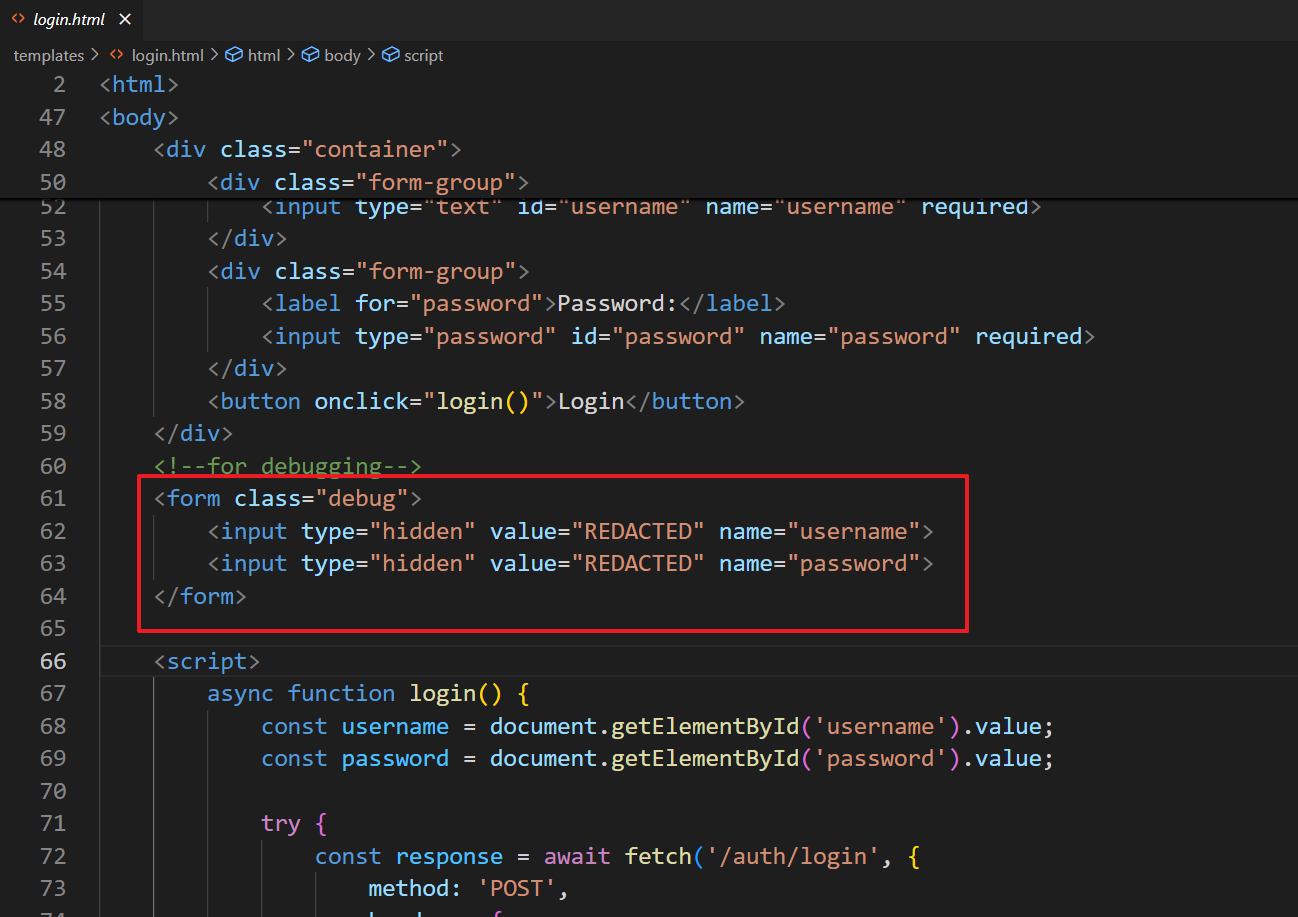 <> login.html ×
templates > <> login.html > html > body > script
2 <html>
47 <body>
48 <div class="container">
50 <div class="form-group">
52 <input type="text" id="username" name="username" required>
53 </div>
54 <div class="form-group">
55 <label for="password">Password:</label>
56 <input type="password" id="password" name="password" required>
57 </div>
58 <button onclick="login()">Login</button>
59 </div>
60 <!--for debugging-->
61 <form class="debug">
62 <input type="hidden" value="REDACTED" name="username">
63 <input type="hidden" value="REDACTED" name="password">
64 </form>
65
66 <script>
67 async function login() {
68 const username = document.getElementById('username').value;
69 const password = document.getElementById('password').value;
70
71 try {
72 const response = await fetch('/auth/login', {
73 method: 'POST',